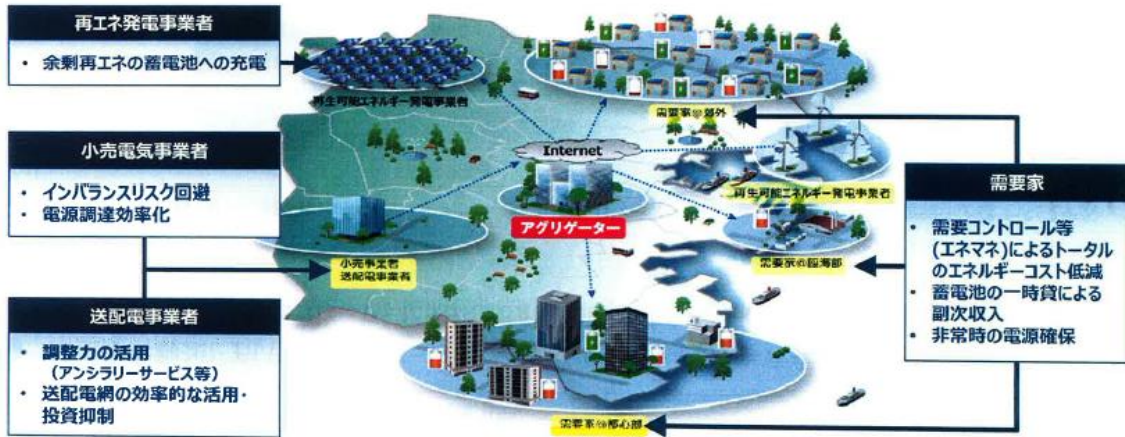 再エネ発電事業者
• 余剰再エネの蓄電池への充電
小売電気事業者
• インバランスリスク回避
• 電源調達効率化
送配電事業者
• 調整力の活用
(アンシラリーサービス等)
• 送配電網の効率的な活用・
投資抑制
再生可能エネルギー発電事業者
需要家@郊外
Internet
再生可能エネルギー発電事業者
アグリゲーター
小売事業者
送配電事業者
需要家@臨海部
需要家@都心部
需要家
• 需要コントロール等
(エネマネ)によるトータル
のエネルギーコスト低減
• 蓄電池の一時貸による
副次収入
• 非常時の電源確保